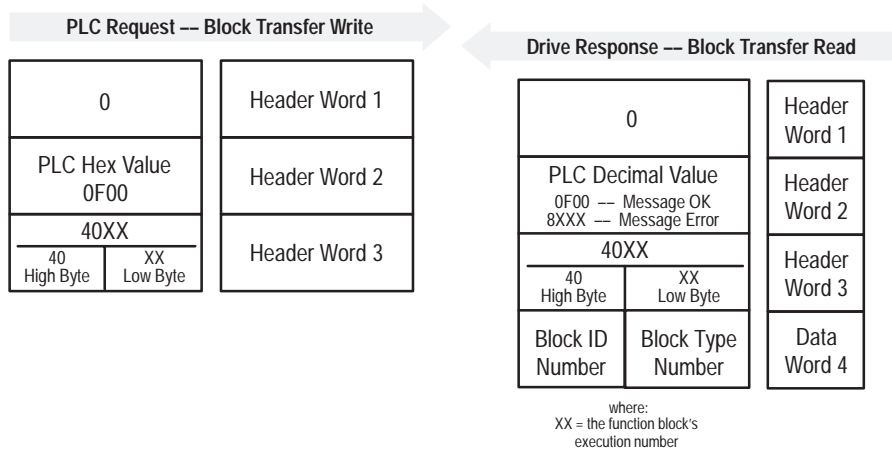 PLC Request –– Block Transfer Write
0
Header Word 1
PLC Hex Value
0F00
Header Word 2
40XX
40
High Byte
XX
Low Byte
Header Word 3
Drive Response –– Block Transfer Read
0
Header
Word 1
PLC Decimal Value
0F00 –– Message OK
8XXX –– Message Error
Header
Word 2
40XX
40
High Byte
XX
Low Byte
Header
Word 3
Block ID
Number
Block Type
Number
Data
Word 4
where:
XX = the function block's
execution number